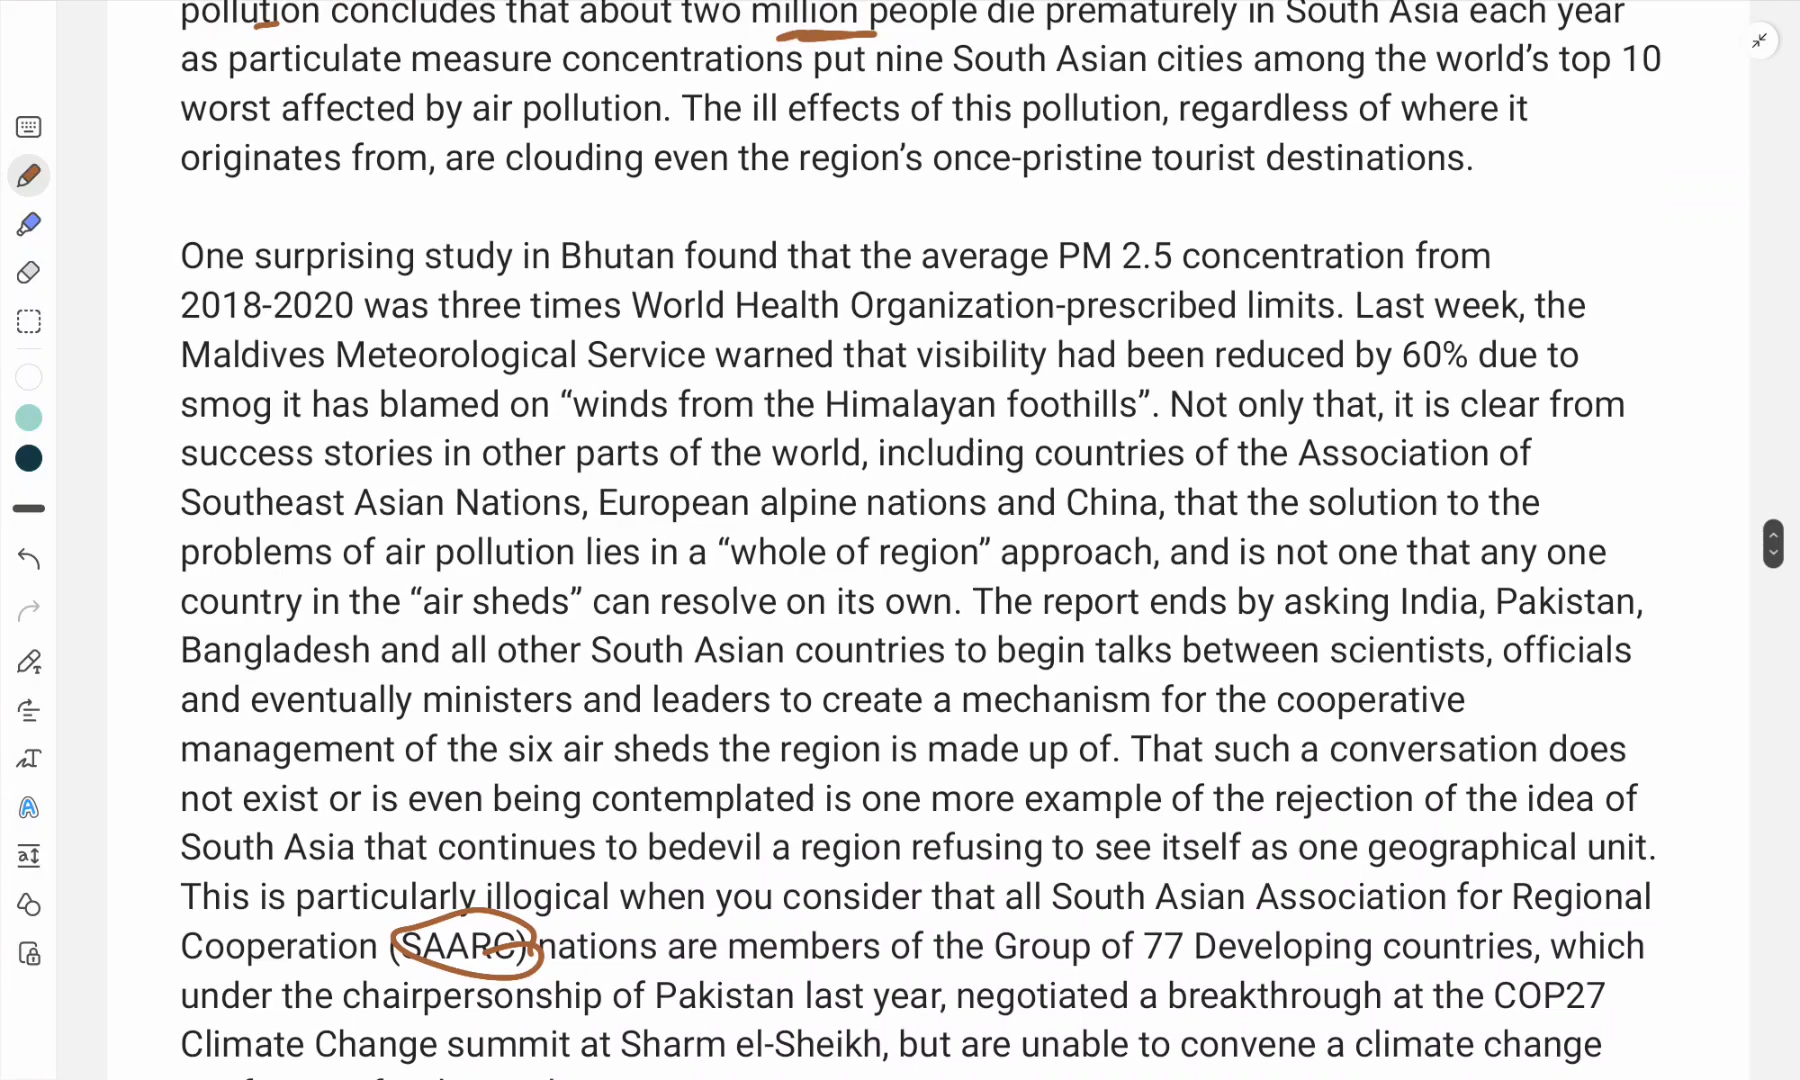 pollution concludes that about two million people die prematurely in South Asia each year
as particulate measure concentrations put nine South Asian cities among the world’s top 10
worst affected by air pollution. The ill effects of this pollution, regardless of where it
originates from, are clouding even the region’s once-pristine tourist destinations.
One surprising study in Bhutan found that the average PM 2.5 concentration from
2018-2020 was three times World Health Organization-prescribed limits. Last week, the
Maldives Meteorological Service warned that visibility had been reduced by 60% due to
smog it has blamed on “winds from the Himalayan foothills”. Not only that, it is clear from
success stories in other parts of the world, including countries of the Association of
Southeast Asian Nations, European alpine nations and China, that the solution to the
problems of air pollution lies in a “whole of region” approach, and is not one that any one
country in the “air sheds” can resolve on its own. The report ends by asking India, Pakistan,
Bangladesh and all other South Asian countries to begin talks between scientists, officials
and eventually ministers and leaders to create a mechanism for the cooperative
management of the six air sheds the region is made up of. That such a conversation does
not exist or is even being contemplated is one more example of the rejection of the idea of
South Asia that continues to bedevil a region refusing to see itself as one geographical unit.
This is particularly illogical when you consider that all South Asian Association for Regional
Cooperation (SAARC) nations are members of the Group of 77 Developing countries, which
under the chairpersonship of Pakistan last year, negotiated a breakthrough at the COP27
Climate Change summit at Sharm el-Sheikh, but are unable to convene a climate change